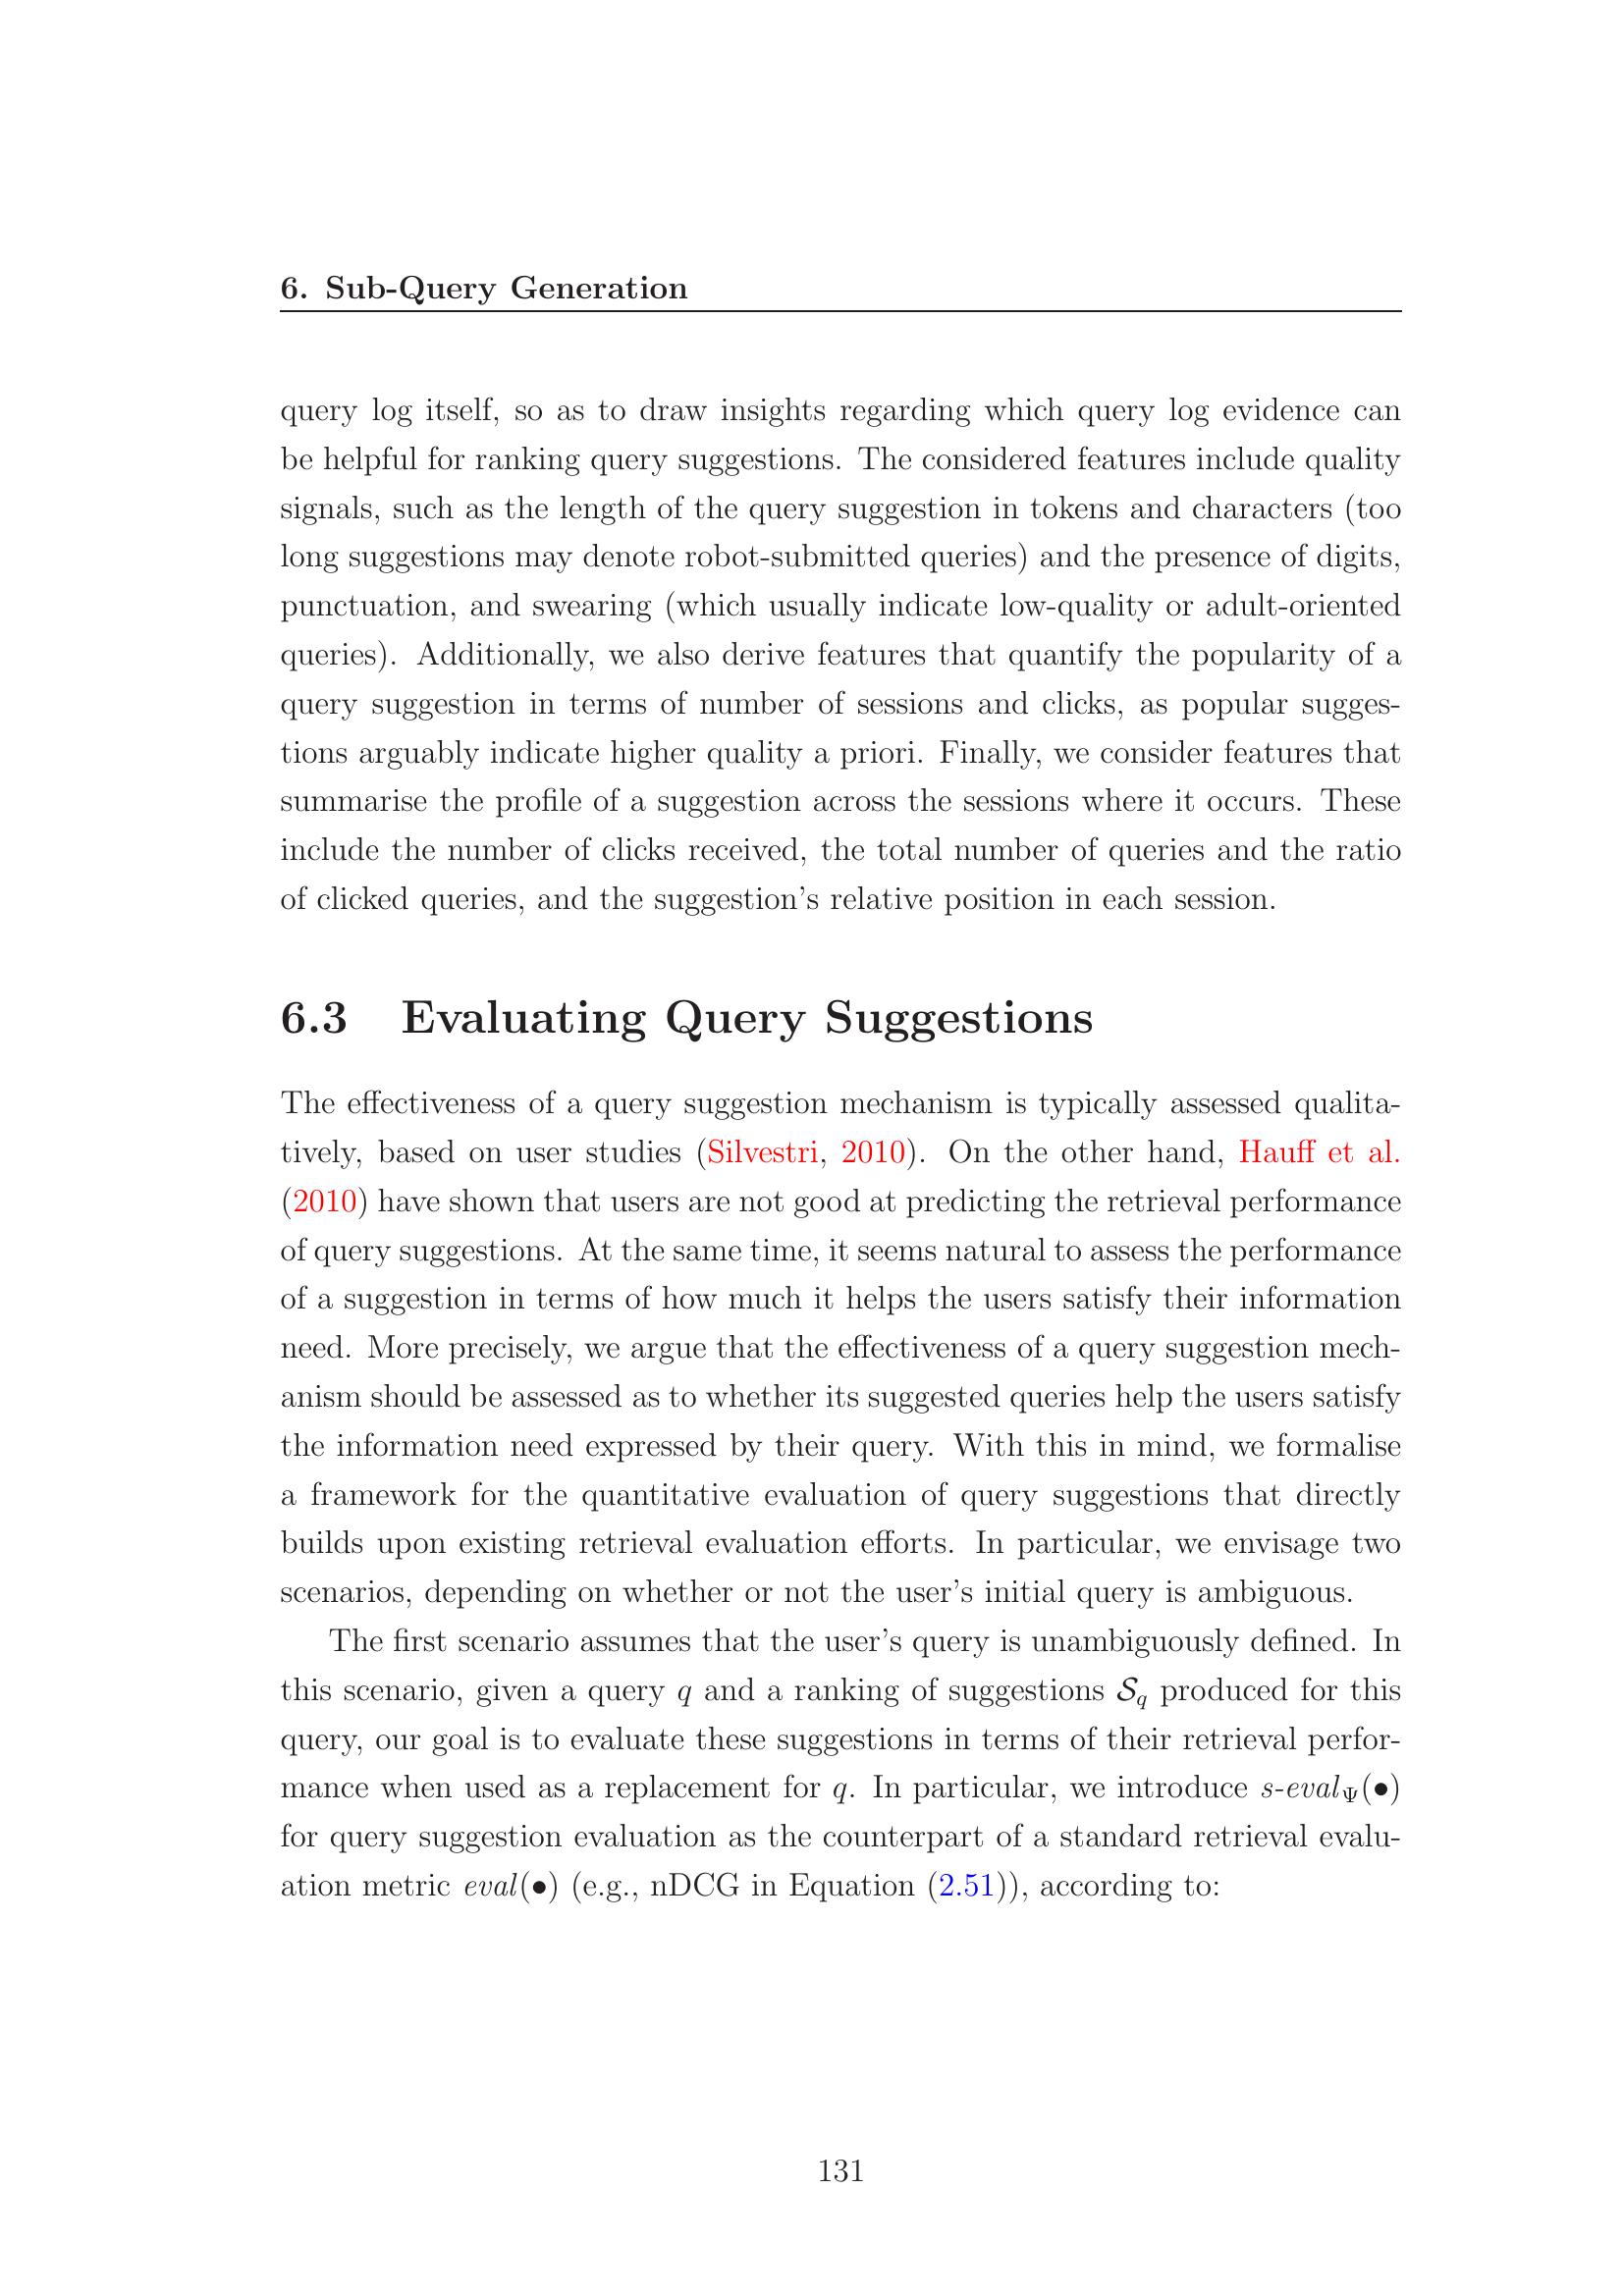 6. Sub-Query Generation
query log itself, so as to draw insights regarding which query log evidence can
be helpful for ranking query suggestions. The considered features include quality
signals, such as the length of the query suggestion in tokens and characters (too
long suggestions may denote robot-submitted queries) and the presence of digits,
punctuation, and swearing (which usually indicate low-quality or adult-oriented
queries). Additionally, we also derive features that quantify the popularity of a
query suggestion in terms of number of sessions and clicks, as popular sugges-
tions arguably indicate higher quality a priori. Finally, we consider features that
summarise the profile of a suggestion across the sessions where it occurs. These
include the number of clicks received, the total number of queries and the ratio
of clicked queries, and the suggestion's relative position in each session.
6.3 Evaluating Query Suggestions
The effectiveness of a query suggestion mechanism is typically assessed qualita-
tively, based on user studies (Silvestri, 2010). On the other hand, Hauff et al.
(2010) have shown that users are not good at predicting the retrieval performance
of query suggestions. At the same time, it seems natural to assess the performance
of a suggestion in terms of how much it helps the users satisfy their information
need. More precisely, we argue that the effectiveness of a query suggestion mech-
anism should be assessed as to whether its suggested queries help the users satisfy
the information need expressed by their query. With this in mind, we formalise
a framework for the quantitative evaluation of query suggestions that directly
builds upon existing retrieval evaluation efforts. In particular, we envisage two
scenarios, depending on whether or not the user's initial query is ambiguous.
The first scenario assumes that the user's query is unambiguously defined. In
this scenario, given a query q and a ranking of suggestions 𝒮q produced for this
query, our goal is to evaluate these suggestions in terms of their retrieval perfor-
mance when used as a replacement for q. In particular, we introduce s-evalΨ(•)
for query suggestion evaluation as the counterpart of a standard retrieval evalu-
ation metric eval(•) (e.g., nDCG in Equation (2.51)), according to:
131